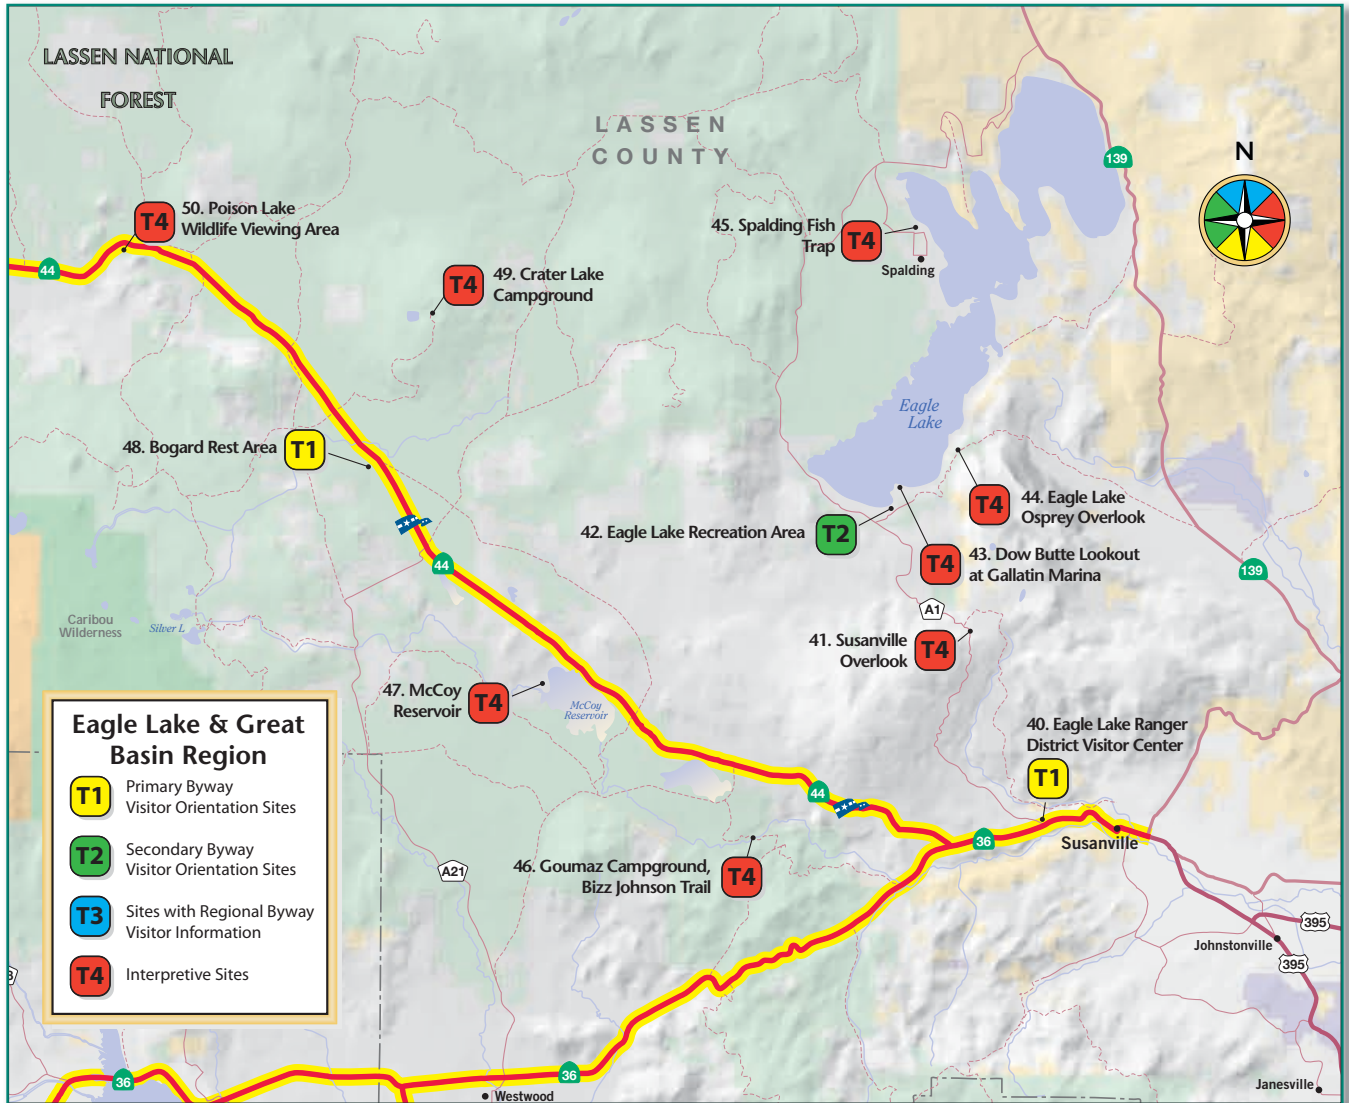 LASSEN NATIONAL
FOREST
LASSEN
COUNTY
139
N
50. Poison Lake
Wildlife Viewing Area
T4
44
45. Spalding Fish
Trap
T4
Spalding
49. Crater Lake
Campground
T4
Eagle
Lake
48. Bogard Rest Area
T1
44. Eagle Lake
Osprey Overlook
T4
42. Eagle Lake Recreation Area
T2
43. Dow Butte Lookout
at Gallatin Marina
T4
44
139
A1
Caribou
Wilderness
Silver L
41. Susanville
Overlook
T4
47. McCoy
Reservoir
T4
McCoy
Reservoir
40. Eagle Lake Ranger
District Visitor Center
T1
44
36
Susanville
46. Goumaz Campground,
Bizz Johnson Trail
T4
A21
395
Johnstonville
395
Eagle Lake & Great
Basin Region
T1
Primary Byway
Visitor Orientation Sites
T2
Secondary Byway
Visitor Orientation Sites
T3
Sites with Regional Byway
Visitor Information
T4
Interpretive Sites
36
36
Westwood
Janesville